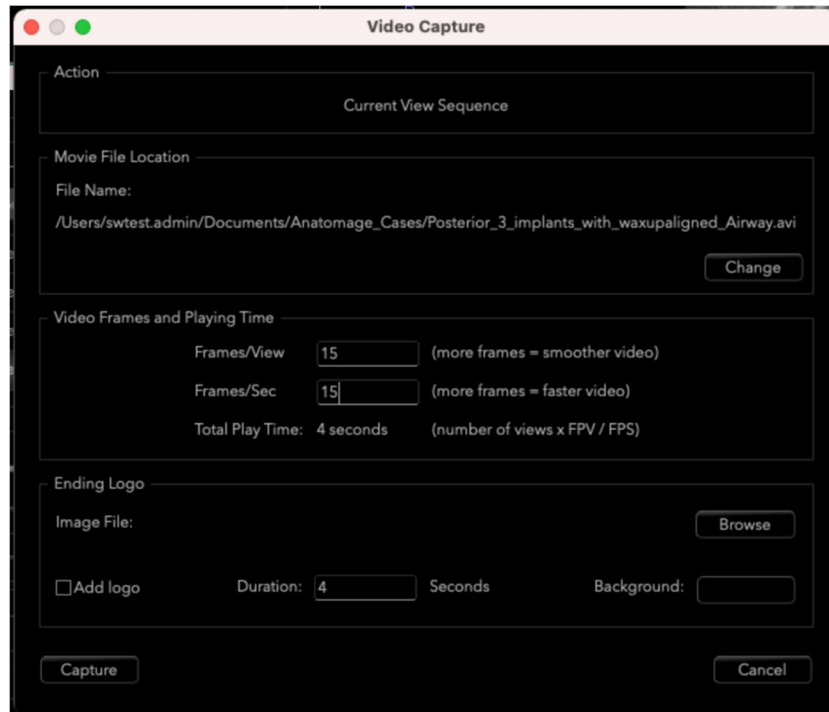 Video Capture
Action
Current View Sequence
Movie File Location
File Name:
/Users/swtest.admin/Documents/Anatomage_Cases/Posterior_3_implants_with_waxupaligned_Airway.avi
Change
Video Frames and Playing Time
Frames/View 15 (more frames = smoother video)
Frames/Sec 15 (more frames = faster video)
Total Play Time: 4 seconds (number of views x FPV / FPS)
Ending Logo
Image File: Browse
Add logo Duration: 4 Seconds Background:
Capture Cancel